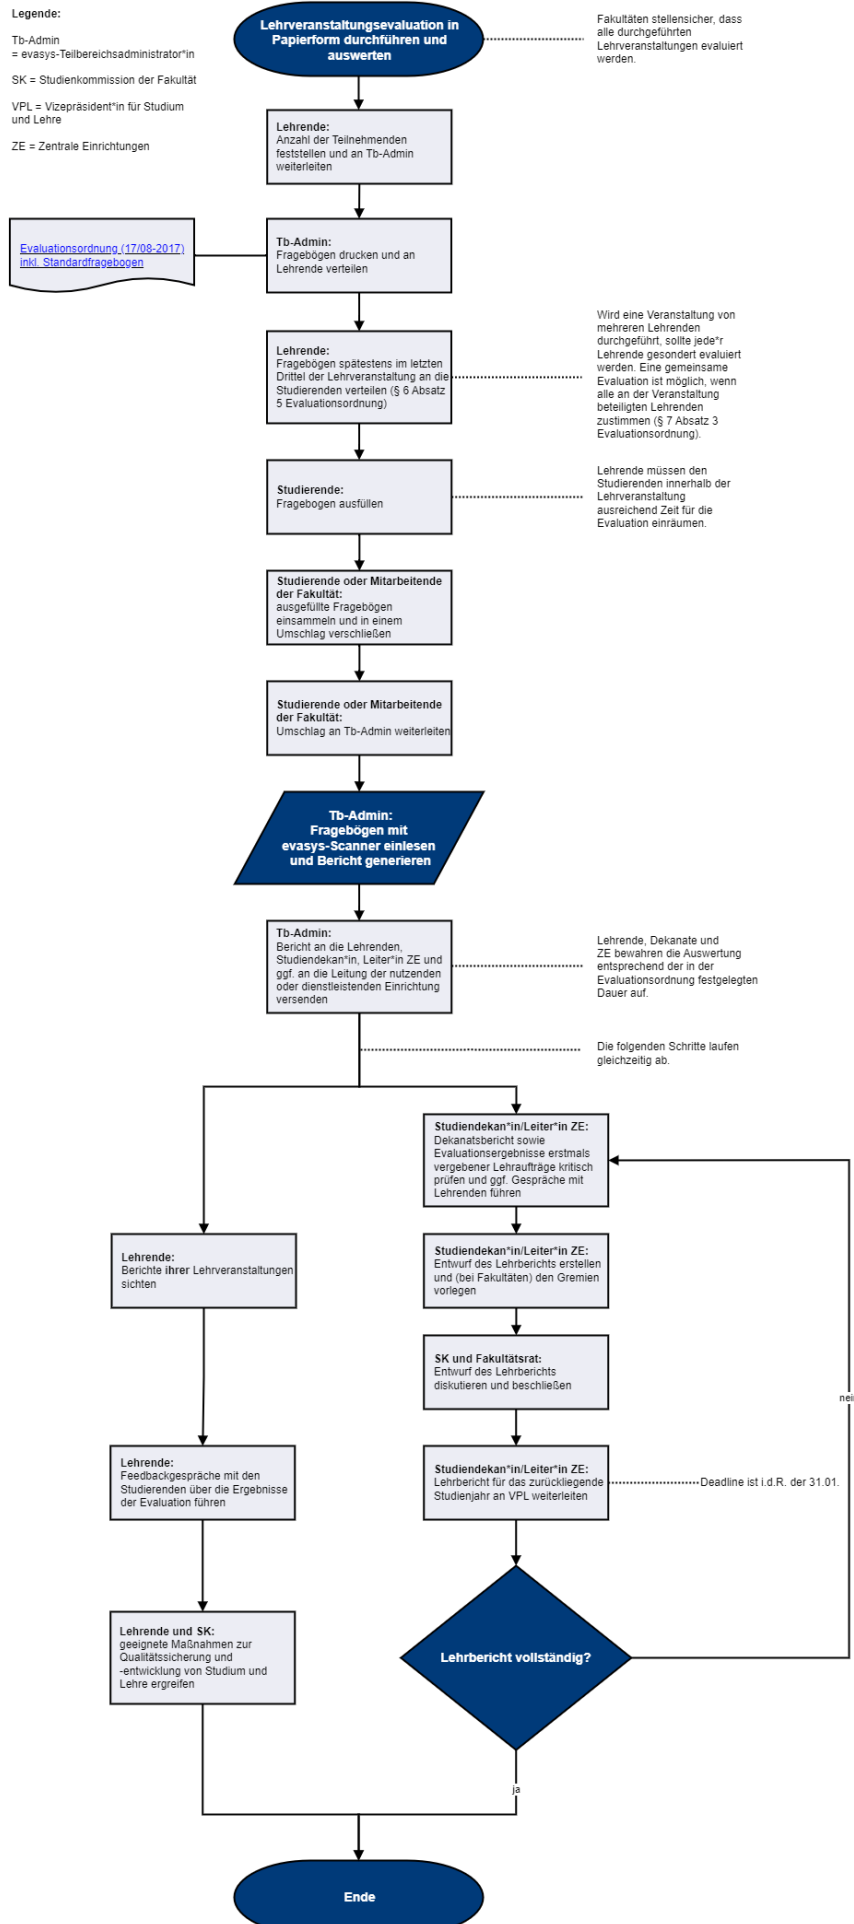 Legende:
Tb-Admin
= evasys-Teilbereichsadministrator*in
SK = Studienkommission der Fakultät
VPL = Vizepräsident*in für Studium
und Lehre
ZE = Zentrale Einrichtungen
Lehrveranstaltungsevaluation in
Papierform durchführen und
auswerten
Fakultäten stellensicher, dass
alle durchgeführten
Lehrveranstaltungen evaluiert
werden.
Lehrende:
Anzahl der Teilnehmenden
feststellen und an Tb-Admin
weiterleiten
Evaluationsordnung (17/08-2017)
inkl. Standardfragebogen
Tb-Admin:
Fragebögen drucken und an
Lehrende verteilen
Lehrende:
Fragebögen spätestens im letzten
Drittel der Lehrveranstaltung an die
Studierenden verteilen (§ 6 Absatz
5 Evaluationsordnung)
Wird eine Veranstaltung von
mehreren Lehrenden
durchgeführt, sollte jede*r
Lehrende gesondert evaluiert
werden. Eine gemeinsame
Evaluation ist möglich, wenn
alle an der Veranstaltung
beteiligten Lehrenden
zustimmen (§ 7 Absatz 3
Evaluationsordnung).
Studierende:
Fragebogen ausfüllen
Lehrende müssen den
Studierenden innerhalb der
Lehrveranstaltung
ausreichend Zeit für die
Evaluation einräumen.
Studierende oder Mitarbeitende
der Fakultät:
ausgefüllte Fragebögen
einsammeln und in einem
Umschlag verschließen
Studierende oder Mitarbeitende
der Fakultät:
Umschlag an Tb-Admin weiterleiten
Tb-Admin:
Fragebögen mit
evasys-Scanner einlesen
und Bericht generieren
Tb-Admin:
Bericht an die Lehrenden,
Studiendekan*in, Leiter*in ZE und
ggf. an die Leitung der nutzenden
oder dienstleistenden Einrichtung
versenden
Lehrende, Dekanate und
ZE bewahren die Auswertung
entsprechend der in der
Evaluationsordnung festgelegten
Dauer auf.
Die folgenden Schritte laufen
gleichzeitig ab.
Studiendekan*in/Leiter*in ZE:
Dekanatsbericht sowie
Evaluationsergebnisse erstmals
vergebener Lehraufträge kritisch
prüfen und ggf. Gespräche mit
Lehrenden führen
Lehrende:
Berichte ihrer Lehrveranstaltungen
sichten
Studiendekan*in/Leiter*in ZE:
Entwurf des Lehrberichts erstellen
und (bei Fakultäten) den Gremien
vorlegen
SK und Fakultätsrat:
Entwurf des Lehrberichts
diskutieren und beschließen
Lehrende:
Feedbackgespräche mit den
Studierenden über die Ergebnisse
der Evaluation führen
Studiendekan*in/Leiter*in ZE:
Lehrbericht für das zurückliegende
Studienjahr an VPL weiterleiten
Deadline ist i.d.R. der 31.01.
Lehrende und SK:
geeignete Maßnahmen zur
Qualitätssicherung und
-entwicklung von Studium und
Lehre ergreifen
Lehrbericht vollständig?
ja
Ende